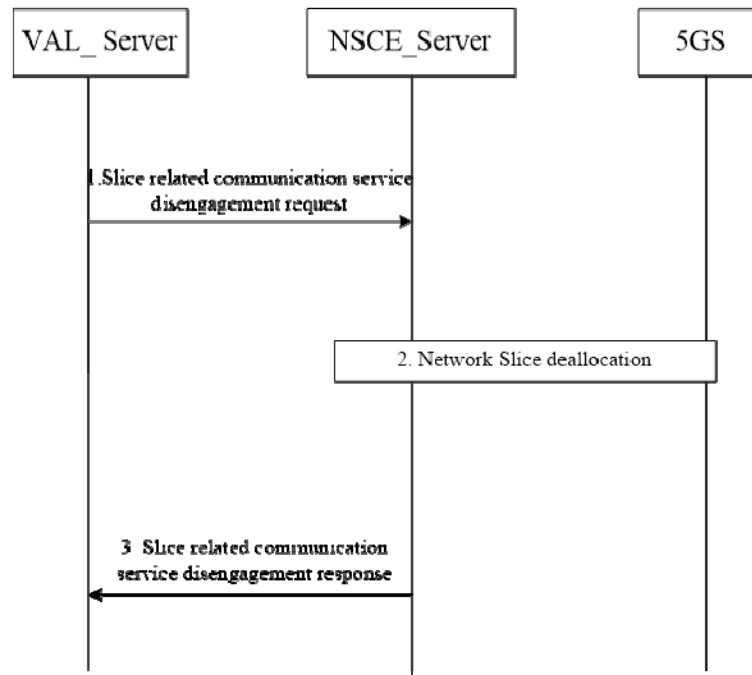 VAL_ Server
NSCE_Server
5GS
1.Slice related communication service
disengagement request
2. Network Slice deallocation
3 Slice related communication
service disengagement response